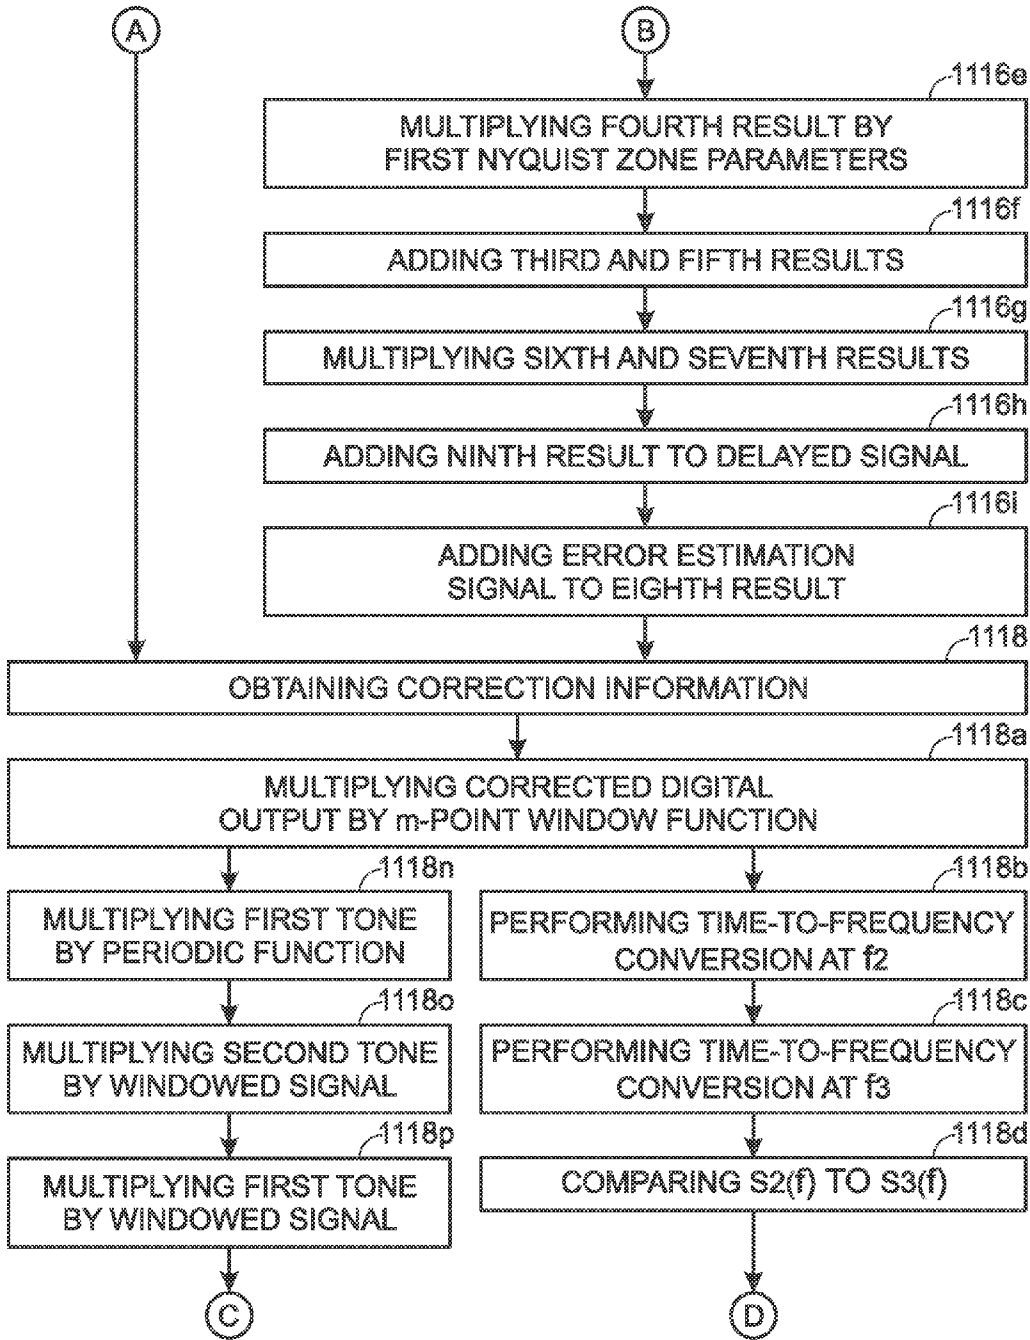 A
B
1116e
MULTIPLYING FOURTH RESULT BY
FIRST NYQUIST ZONE PARAMETERS
1116f
ADDING THIRD AND FIFTH RESULTS
1116g
MULTIPLYING SIXTH AND SEVENTH RESULTS
1116h
ADDING NINTH RESULT TO DELAYED SIGNAL
1116i
ADDING ERROR ESTIMATION
SIGNAL TO EIGHTH RESULT
1118
OBTAINING CORRECTION INFORMATION
1118a
MULTIPLYING CORRECTED DIGITAL
OUTPUT BY m-POINT WINDOW FUNCTION
1118n
MULTIPLYING FIRST TONE
BY PERIODIC FUNCTION
1118o
MULTIPLYING SECOND TONE
BY WINDOWED SIGNAL
1118p
MULTIPLYING FIRST TONE
BY WINDOWED SIGNAL
C
1118b
PERFORMING TIME-TO-FREQUENCY
CONVERSION AT f2
1118c
PERFORMING TIME-TO-FREQUENCY
CONVERSION AT f3
1118d
COMPARING S2(f) TO S3(f)
D